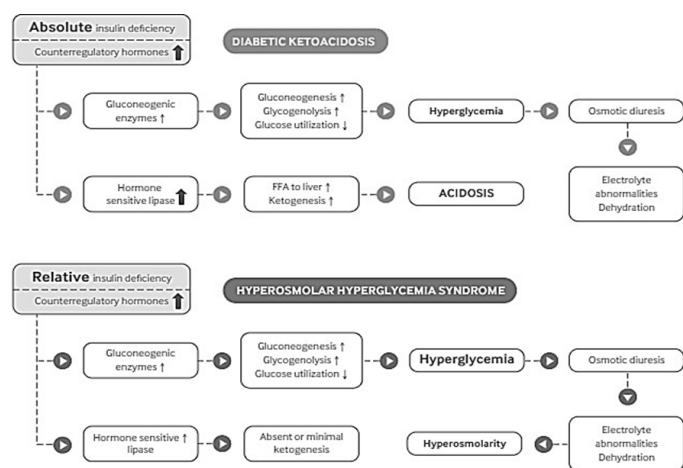 Absolute insulin deficiency
Counterregulatory hormones ↑
DIABETIC KETOACIDOSIS
Gluconeogenic
enzymes ↑
Gluconeogenesis ↑
Glycogenolysis ↑
Glucose utilization ↓
Hyperglycemia
Osmotic diuresis
Hormone
sensitive lipase ↑
FFA to liver ↑
Ketogenesis ↑
ACIDOSIS
Electrolyte
abnormalities
Dehydration
Relative insulin deficiency
Counterregulatory hormones ↑
HYPEROSMOLAR HYPERGLYCEMIA SYNDROME
Gluconeogenic
enzymes ↑
Gluconeogenesis ↑
Glycogenolysis ↑
Glucose utilization ↓
Hyperglycemia
Osmotic diuresis
Hormone sensitive ↑
lipase
Absent or minimal
ketogenesis
Hyperosmolarity
Electrolyte
abnormalities
Dehydration